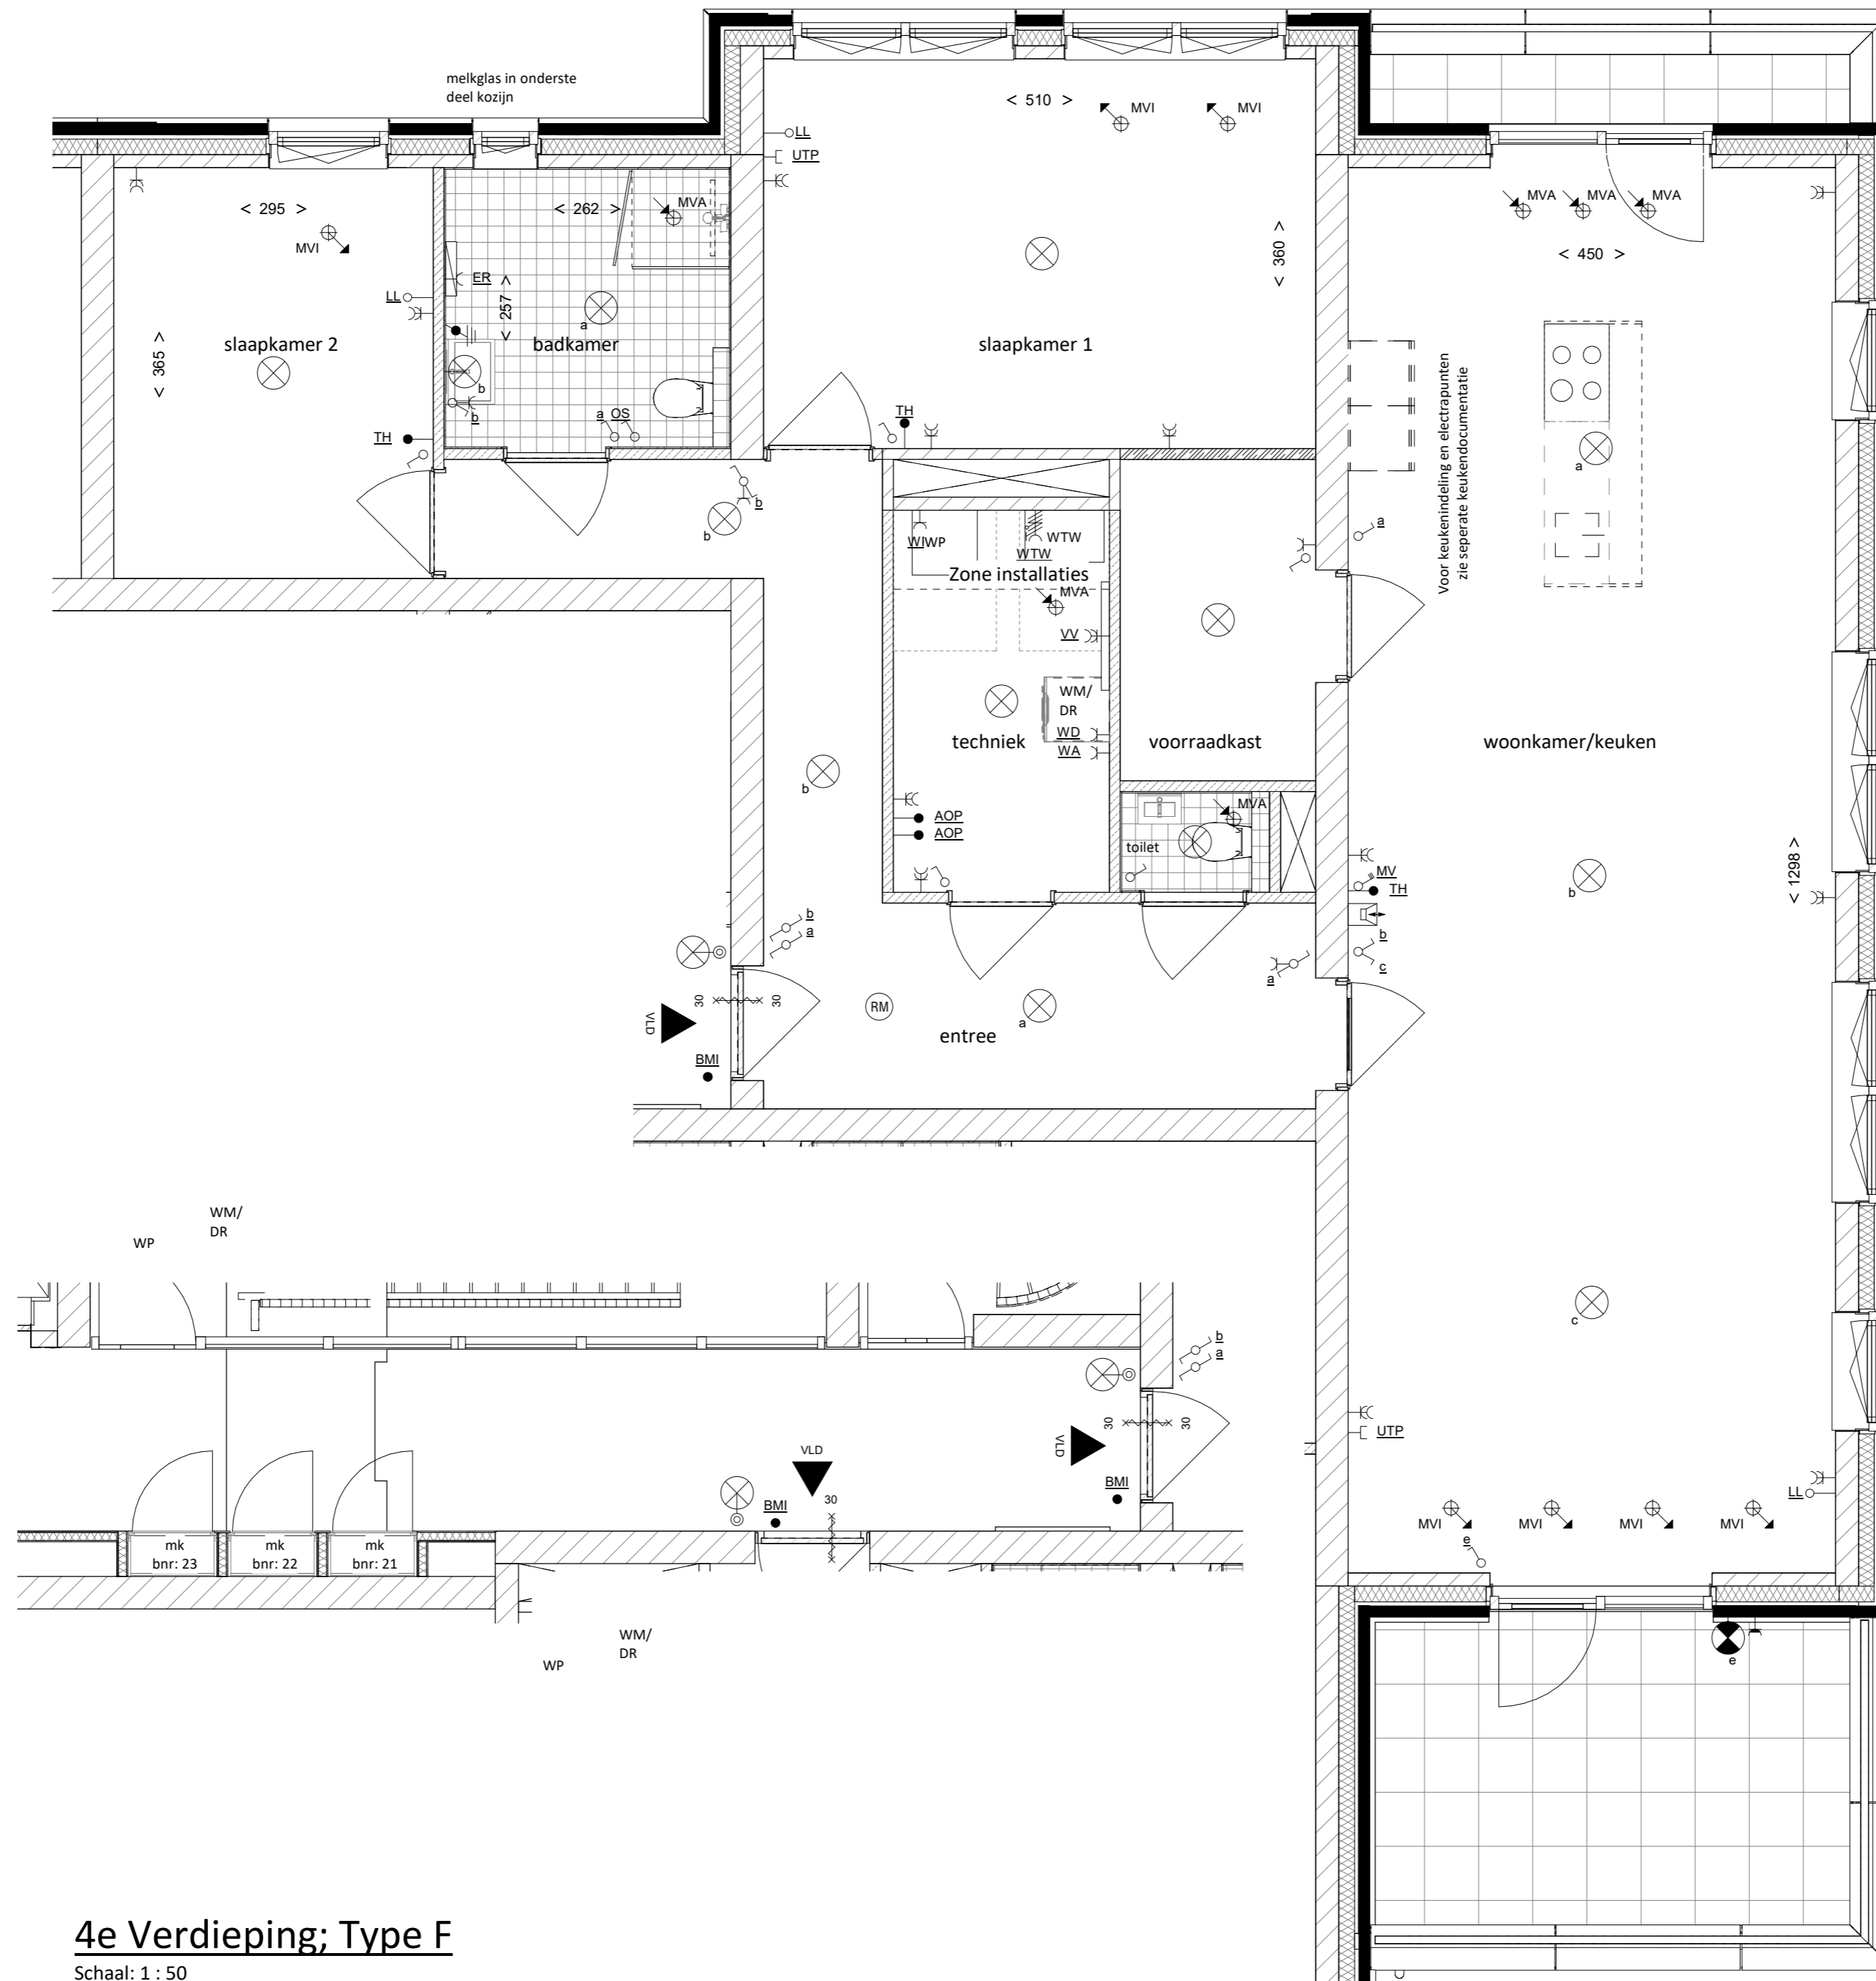 melkglas in onderste
deel kozijn
< 510 >
MVI
MVI
LL
UTP
< 295 >
MVI
< 262 >
MVA
MVA
MVA
MVA
< 450 >
< 360 >
ER
< 257 >
a
LL
slaapkamer 2
badkamer
slaapkamer 1
< 365 >
b
b
a OS
TH
TH
a
Voor keukenindeling en electrapunten
zie seperate keukendocumentatie
b
b
WI
WP
WTW
WTW
a
Zone installaties
MVA
VV
WM/
DR
WD
WA
techniek
voorraadkast
woonkamer/keuken
b
AOP
AOP
MVA
toilet
MV
TH
b
c
b
< 1298 >
b
a
a
30
30
VLD
RM
a
entree
BMI
WM/
DR
WP
c
b
a
30
30
VLD
VLD
BMI
BMI
30
UTP
LL
MVI
MVI
MVI
MVI
e
mk
bnr: 23
mk
bnr: 22
mk
bnr: 21
WM/
DR
WP
e
4e Verdieping; Type F
Schaal: 1 : 50